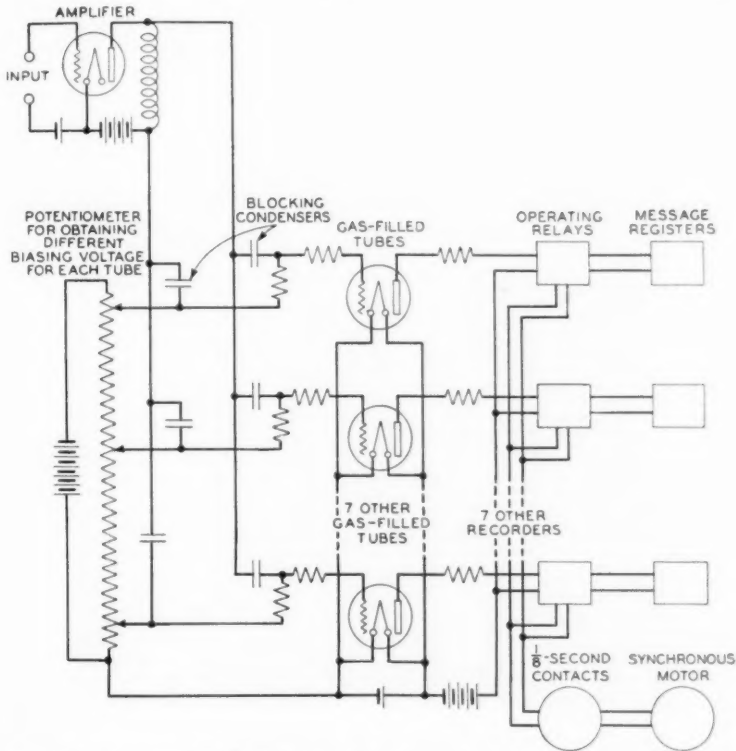 AMPLIFIER
INPUT
POTENTIOMETER
FOR OBTAINING
DIFFERENT
BIASING VOLTAGE
FOR EACH TUBE
BLOCKING
CONDENSERS
GAS-FILLED
TUBES
OPERATING
RELAYS
MESSAGE
REGISTERS
7 OTHER
GAS-FILLED
TUBES
7 OTHER
RECORDERS
1/8-SECOND
CONTACTS
SYNCHRONOUS
MOTOR